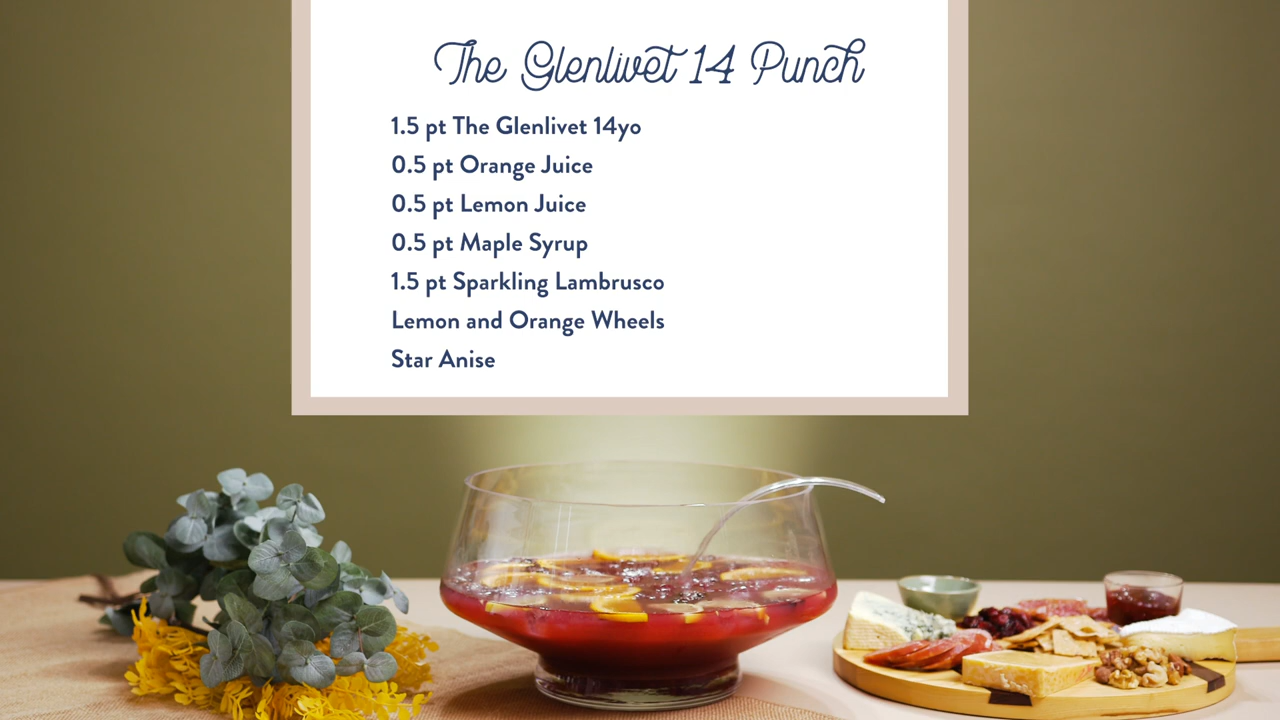 The Glenlivet 14 Punch
1.5 pt The Glenlivet 14yo
0.5 pt Orange Juice
0.5 pt Lemon Juice
0.5 pt Maple Syrup
1.5 pt Sparkling Lambrusco
Lemon and Orange Wheels
Star Anise